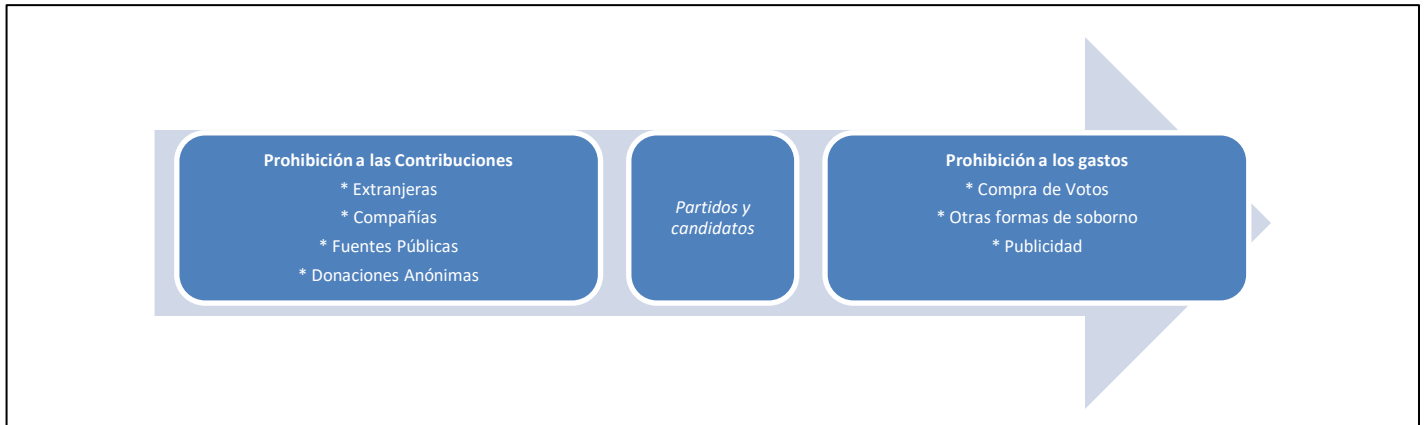 Prohibición a las Contribuciones
* Extranjeras
* Compañías
* Fuentes Públicas
* Donaciones Anónimas
Partidos y
candidatos
Prohibición a los gastos
* Compra de Votos
* Otras formas de soborno
* Publicidad